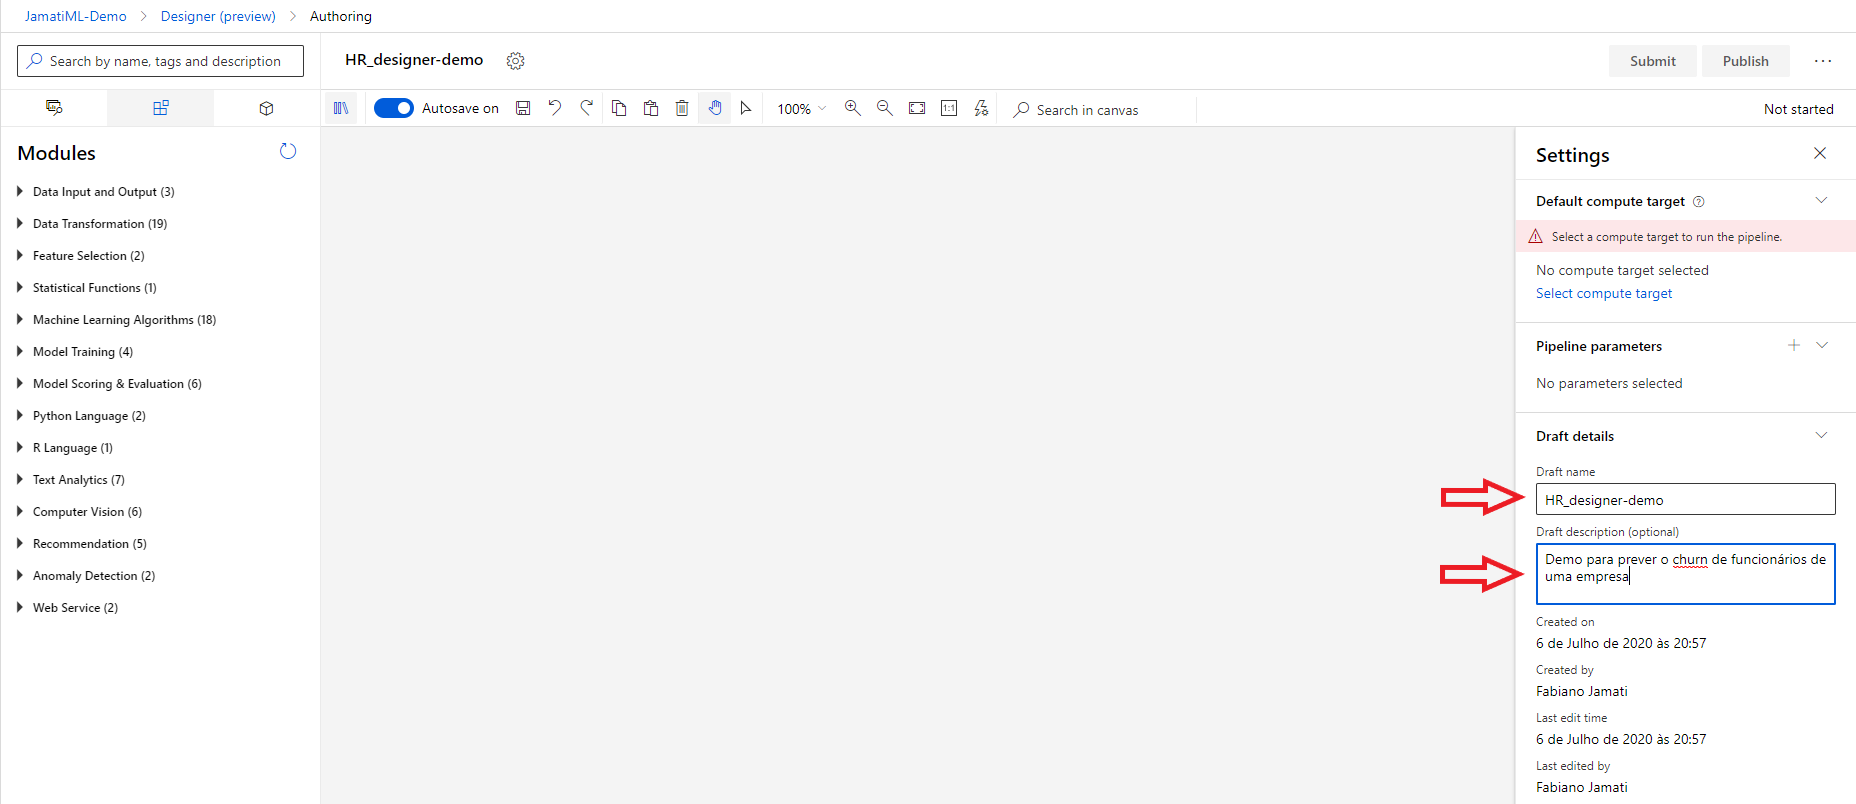 JamatiML-Demo > Designer (preview) > Authoring
Search by name, tags and description
HR_designer-demo
Submit
Publish
Autosave on
100%
1:1
Search in canvas
Not started
Modules
Data Input and Output (3)
Data Transformation (19)
Feature Selection (2)
Statistical Functions (1)
Machine Learning Algorithms (18)
Model Training (4)
Model Scoring & Evaluation (6)
Python Language (2)
R Language (1)
Text Analytics (7)
Computer Vision (6)
Recommendation (5)
Anomaly Detection (2)
Web Service (2)
Settings
Default compute target
Select a compute target to run the pipeline.
No compute target selected
Select compute target
Pipeline parameters
No parameters selected
Draft details
Draft name
HR_designer-demo
Draft description (optional)
Demo para prever o churn de funcionários de
uma empresa
Created on
6 de Julho de 2020 às 20:57
Created by
Fabiano Jamati
Last edit time
6 de Julho de 2020 às 20:57
Last edited by
Fabiano Jamati